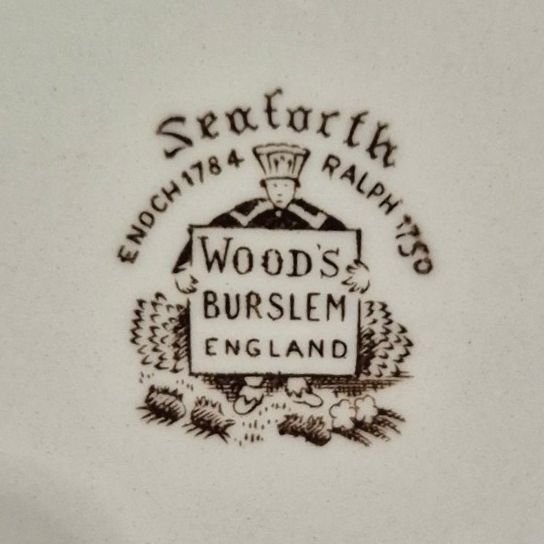 Seaforth
ENOCH 1784 RALPH 1750
WOOD'S
BURSLEM
ENGLAND